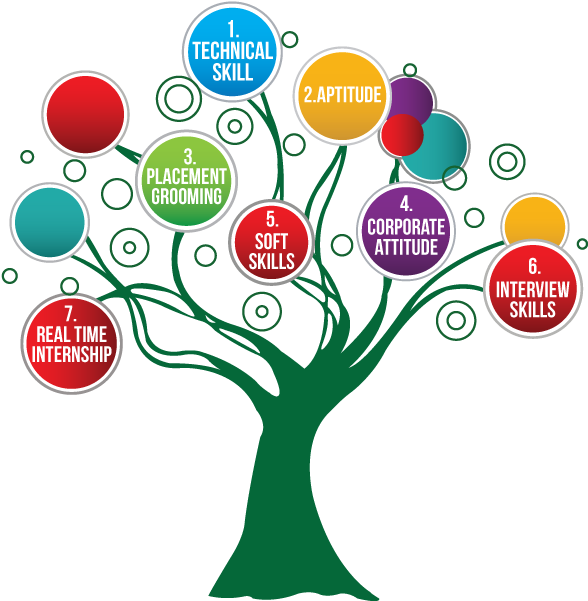 1.
TECHNICAL
SKILL
2.APTITUDE
3.
PLACEMENT
GROOMING
4.
CORPORATE
ATTITUDE
5.
SOFT
SKILLS
6.
INTERVIEW
SKILLS
7.
REAL TIME
INTERNSHIP